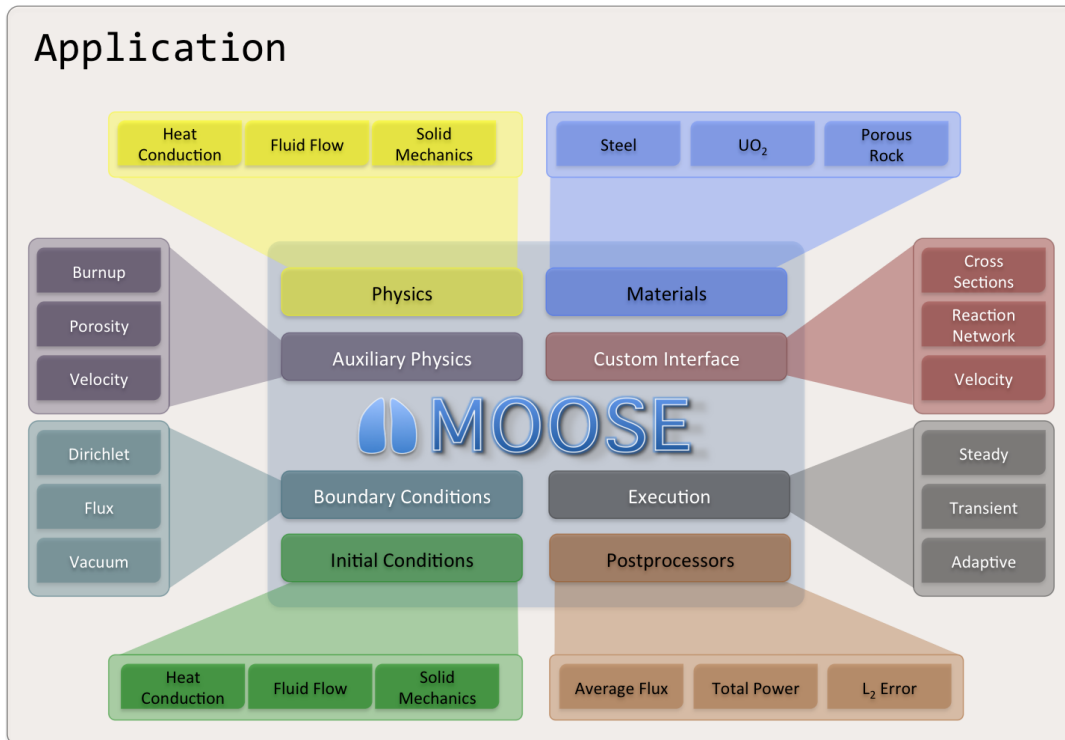 Application
Heat
Conduction
Fluid Flow
Solid
Mechanics
Steel
UO₂
Porous
Rock
Burnup
Porosity
Velocity
Physics
Materials
Auxiliary Physics
Custom Interface
Cross
Sections
Reaction
Network
Velocity
MOOSE
Dirichlet
Flux
Vacuum
Boundary Conditions
Execution
Initial Conditions
Postprocessors
Steady
Transient
Adaptive
Heat
Conduction
Fluid Flow
Solid
Mechanics
Average Flux
Total Power
L₂ Error